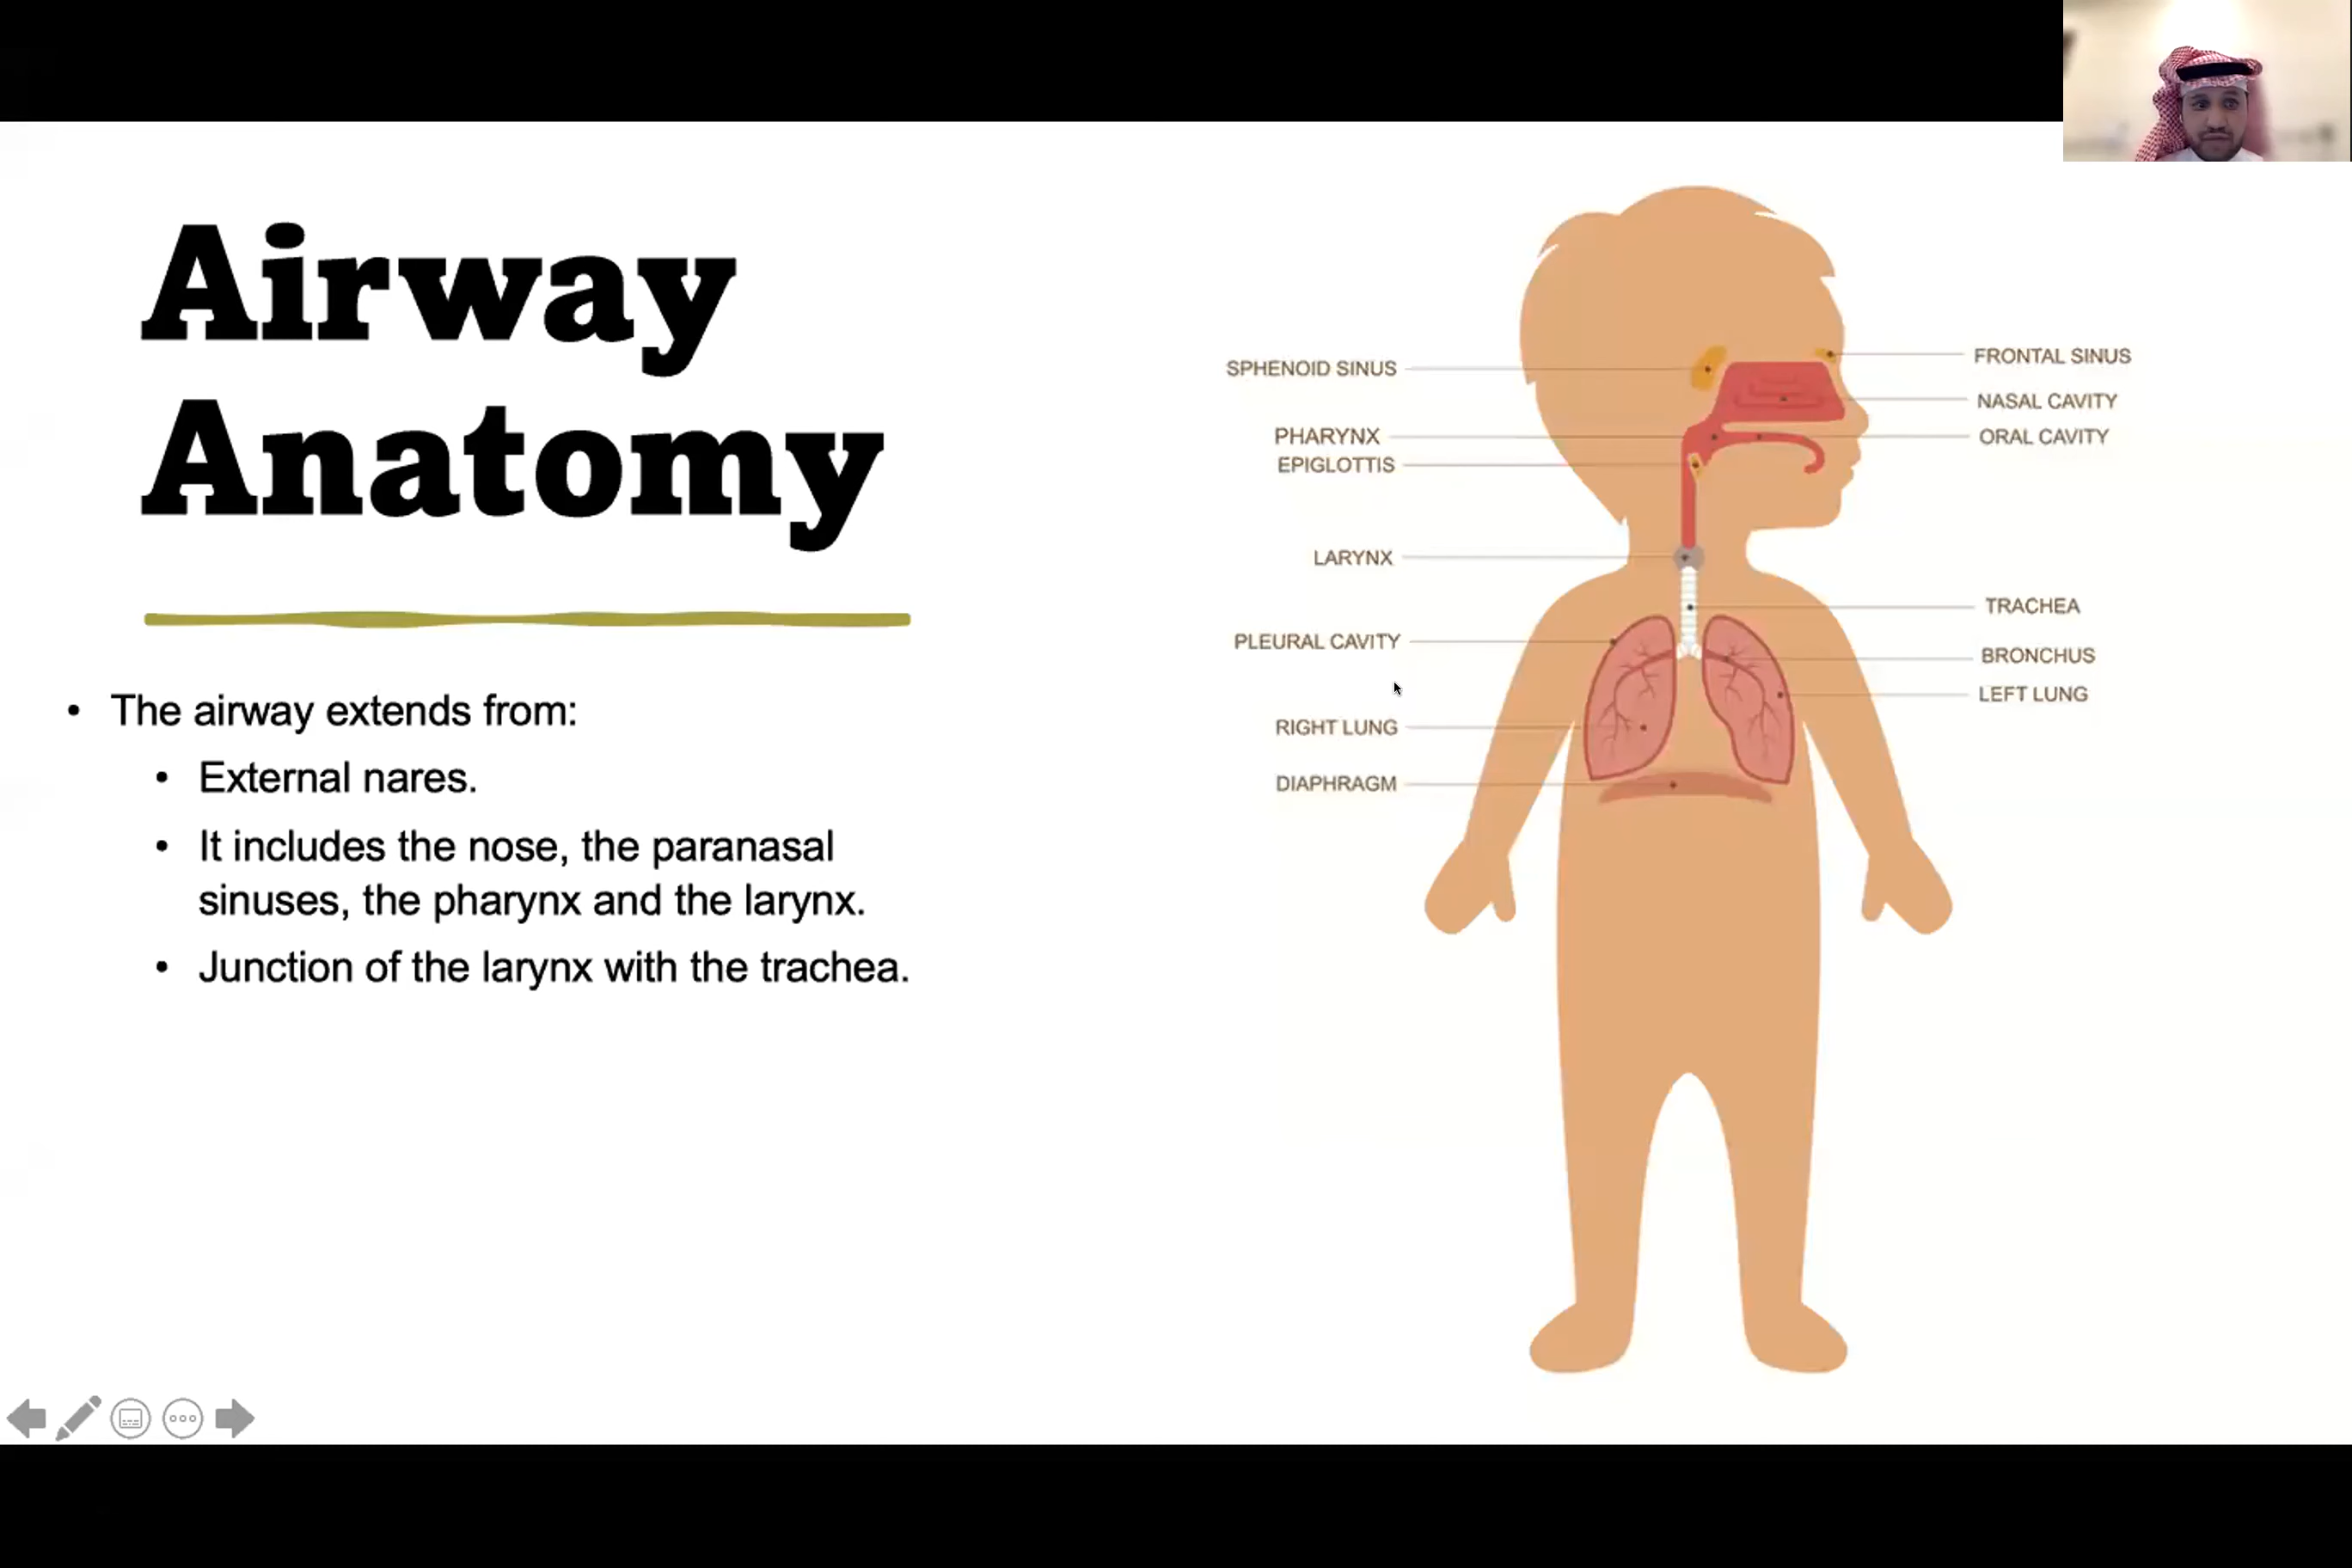 Airway
Anatomy
• The airway extends from:
• External nares.
• It includes the nose, the paranasal
sinuses, the pharynx and the larynx.
• Junction of the larynx with the trachea.
SPHENOID SINUS
PHARYNX
EPIGLOTTIS
LARYNX
PLEURAL CAVITY
RIGHT LUNG
DIAPHRAGM
FRONTAL SINUS
NASAL CAVITY
ORAL CAVITY
TRACHEA
BRONCHUS
LEFT LUNG